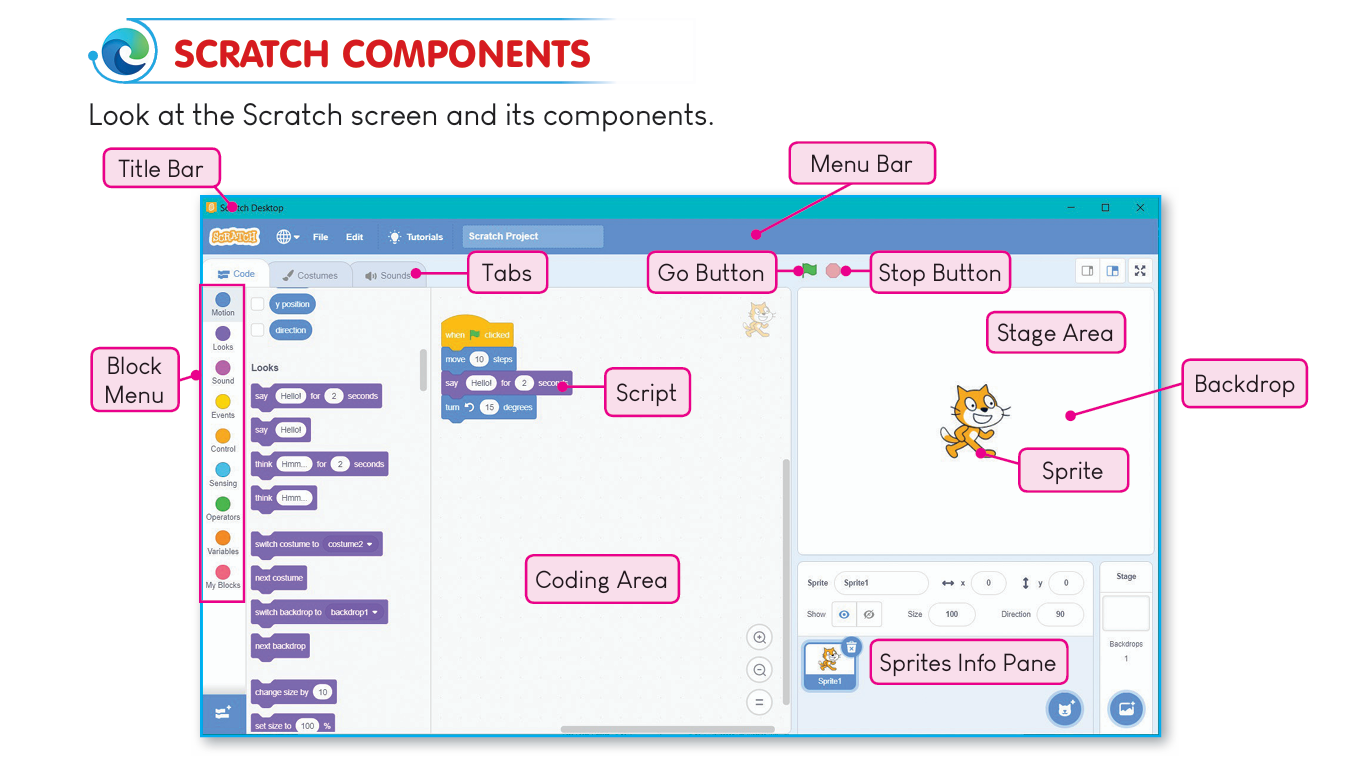 SCRATCH COMPONENTS
Look at the Scratch screen and its components.
Title Bar
Menu Bar
Scratch Desktop
SCRATCH
File
Edit
Tutorials
Scratch Project
Code
Costumes
Sounds
Tabs
Go Button
Stop Button
Motion
Looks
Sound
Events
Control
Sensing
Operators
Variables
My Blocks
Block
Menu
y position
direction
Looks
say Hello! for 2 seconds
say Hello!
think Hmm... for 2 seconds
think Hmm...
switch costume to costume2
next costume
switch backdrop to backdrop1
next backdrop
change size by 10
set size to 100 %
when clicked
move 10 steps
say Hello! for 2 seconds
turn 15 degrees
Script
Coding Area
Stage Area
Backdrop
Sprite
Sprite Sprite1 x 0 y 0
Show Size 100 Direction 90
Sprite1
Sprites Info Pane
Stage
Backdrops
1